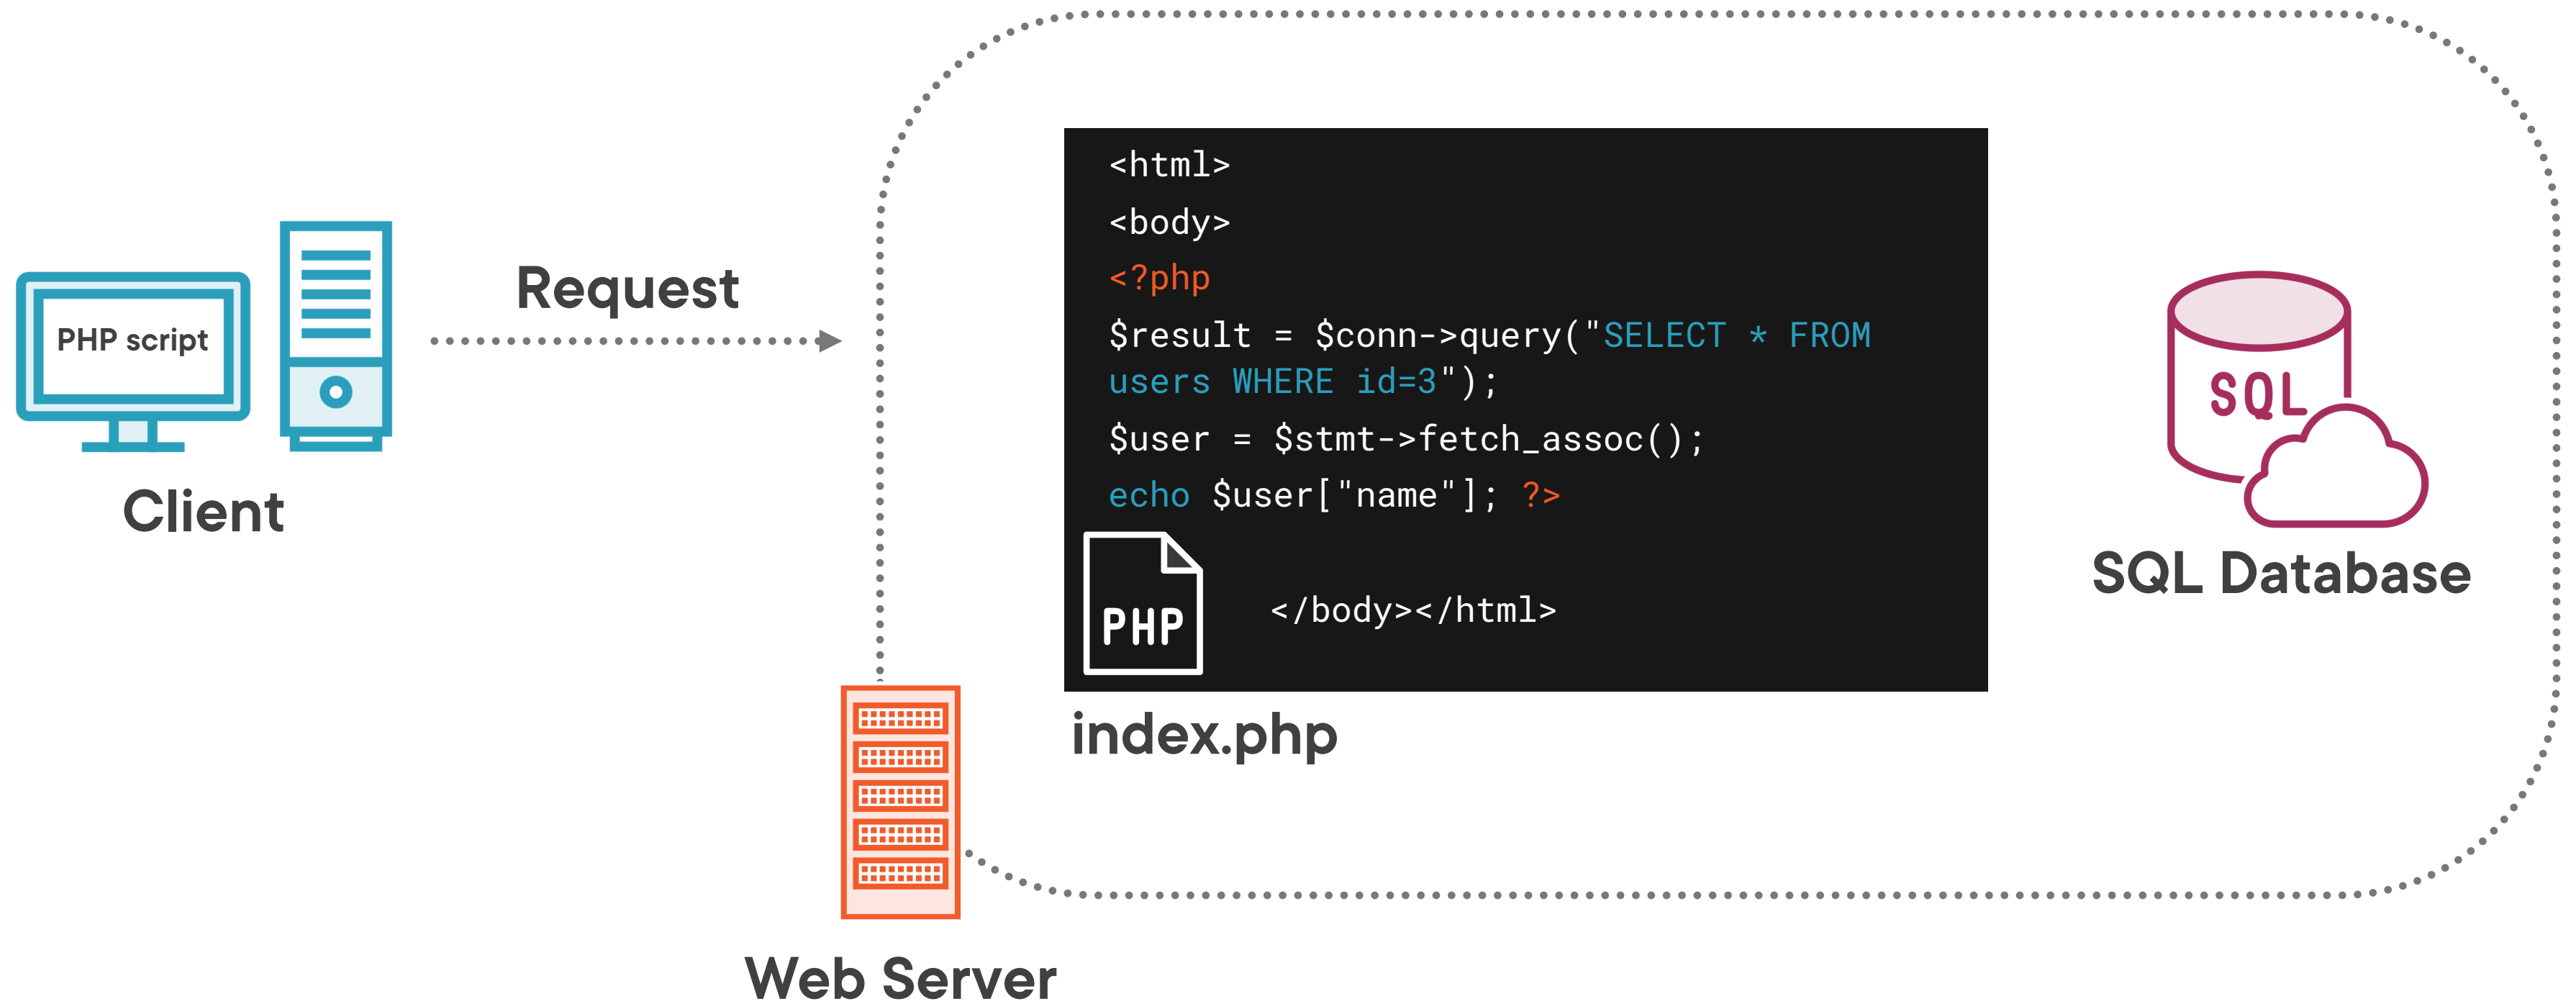 PHP script
Client
Request
<html>
<body>
<?php
$result = $conn->query("SELECT * FROM
users WHERE id=3");
$user = $stmt->fetch_assoc();
echo $user["name"]; ?>
PHP
</body></html>
index.php
SQL
SQL Database
Web Server